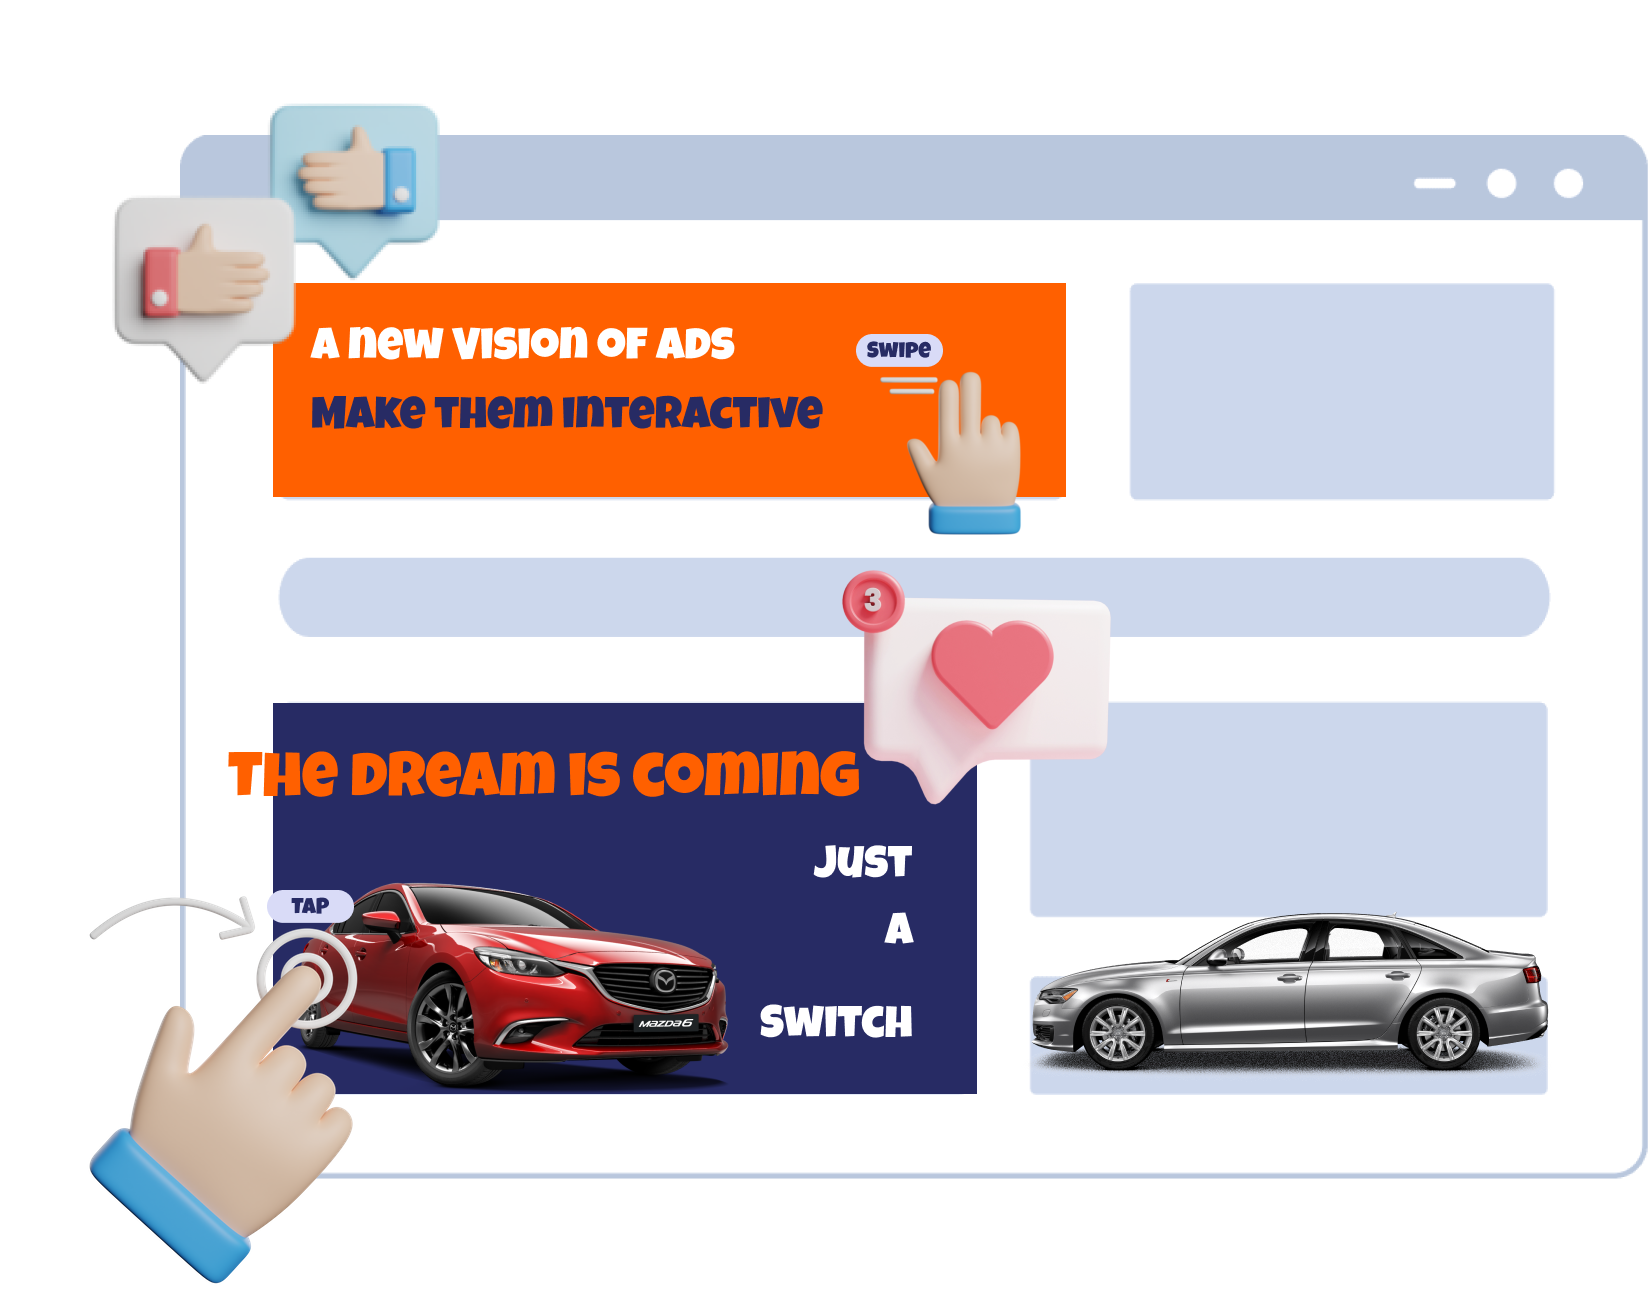 A new vision of ads
Swipe
Make them interactive
3
The dream is coming
Just
A
Tap
Switch
mazda6